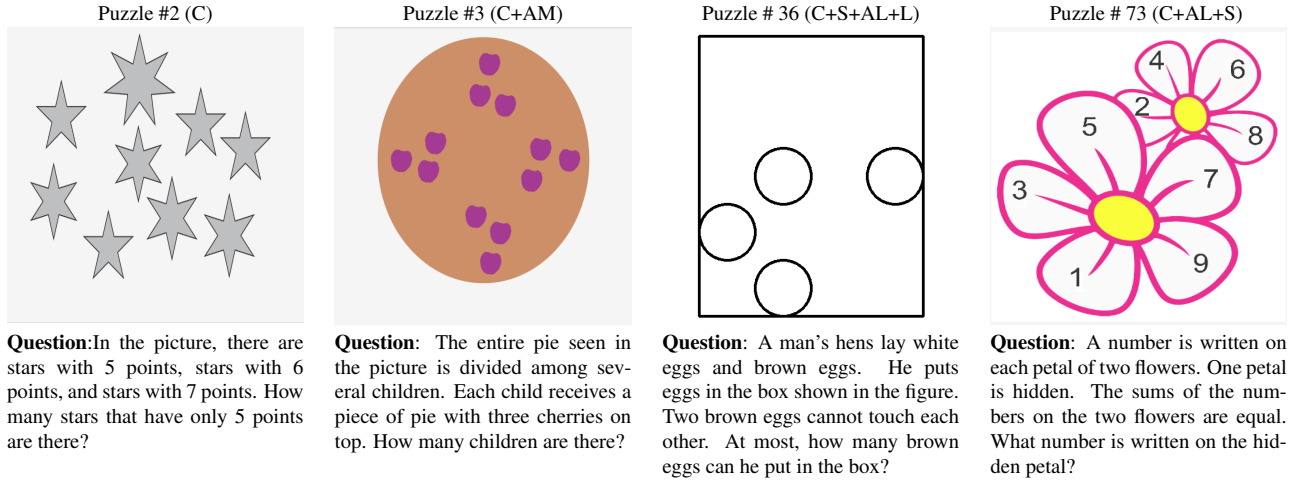 Puzzle #2 (C)
Question:In the picture, there are
stars with 5 points, stars with 6
points, and stars with 7 points. How
many stars that have only 5 points
are there?
Puzzle #3 (C+AM)
Question: The entire pie seen in
the picture is divided among sev-
eral children. Each child receives a
piece of pie with three cherries on
top. How many children are there?
Puzzle # 36 (C+S+AL+L)
Question: A man's hens lay white
eggs and brown eggs. He puts
eggs in the box shown in the figure.
Two brown eggs cannot touch each
other. At most, how many brown
eggs can he put in the box?
Puzzle # 73 (C+AL+S)
4
6
2
8
5
7
3
9
1
Question: A number is written on
each petal of two flowers. One petal
is hidden. The sums of the num-
bers on the two flowers are equal.
What number is written on the hid-
den petal?